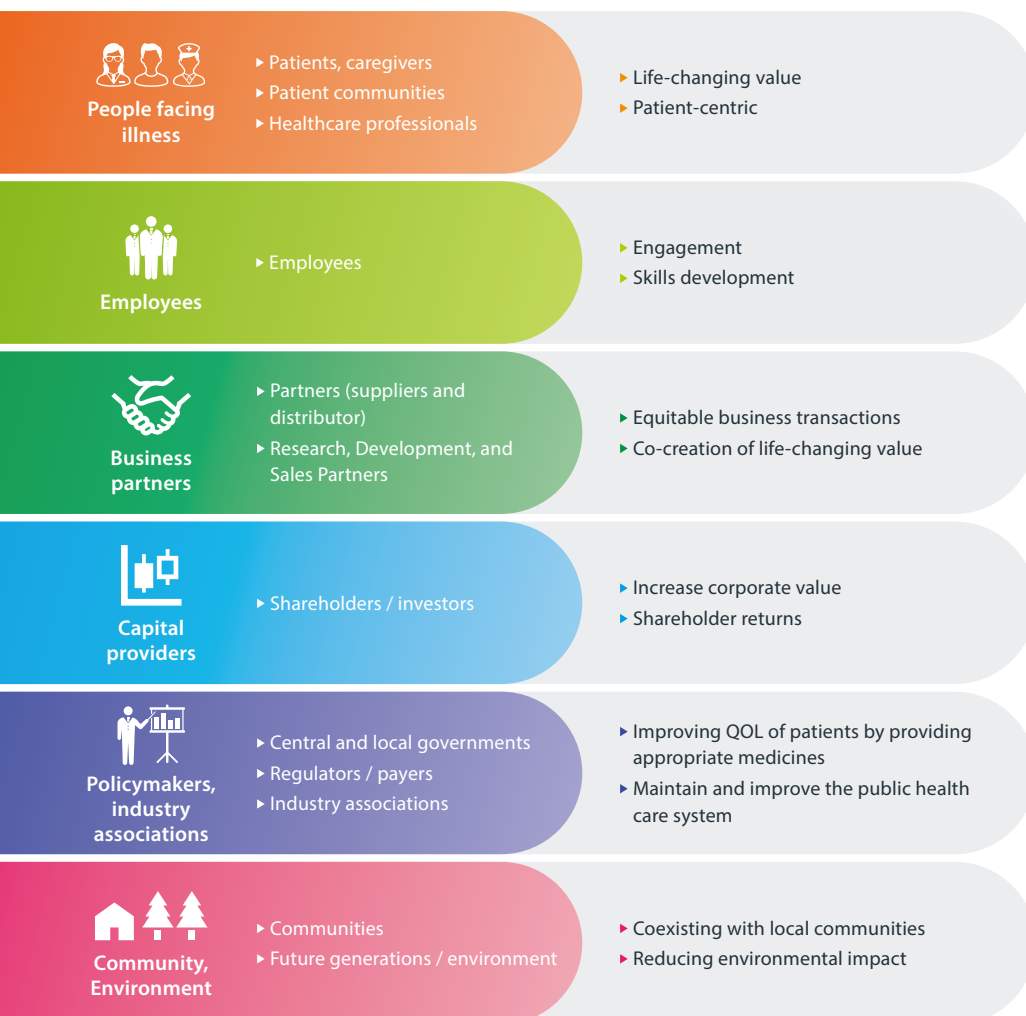 People facing
illness
Patients, caregivers
Patient communities
Healthcare professionals
Life-changing value
Patient-centric
Employees
Employees
Engagement
Skills development
Business
partners
Partners (suppliers and
distributor)
Research, Development, and
Sales Partners
Equitable business transactions
Co-creation of life-changing value
Capital
providers
Shareholders / investors
Increase corporate value
Shareholder returns
Policymakers,
industry
associations
Central and local governments
Regulators / payers
Industry associations
Improving QOL of patients by providing
appropriate medicines
Maintain and improve the public health
care system
Community,
Environment
Communities
Future generations / environment
Coexisting with local communities
Reducing environmental impact